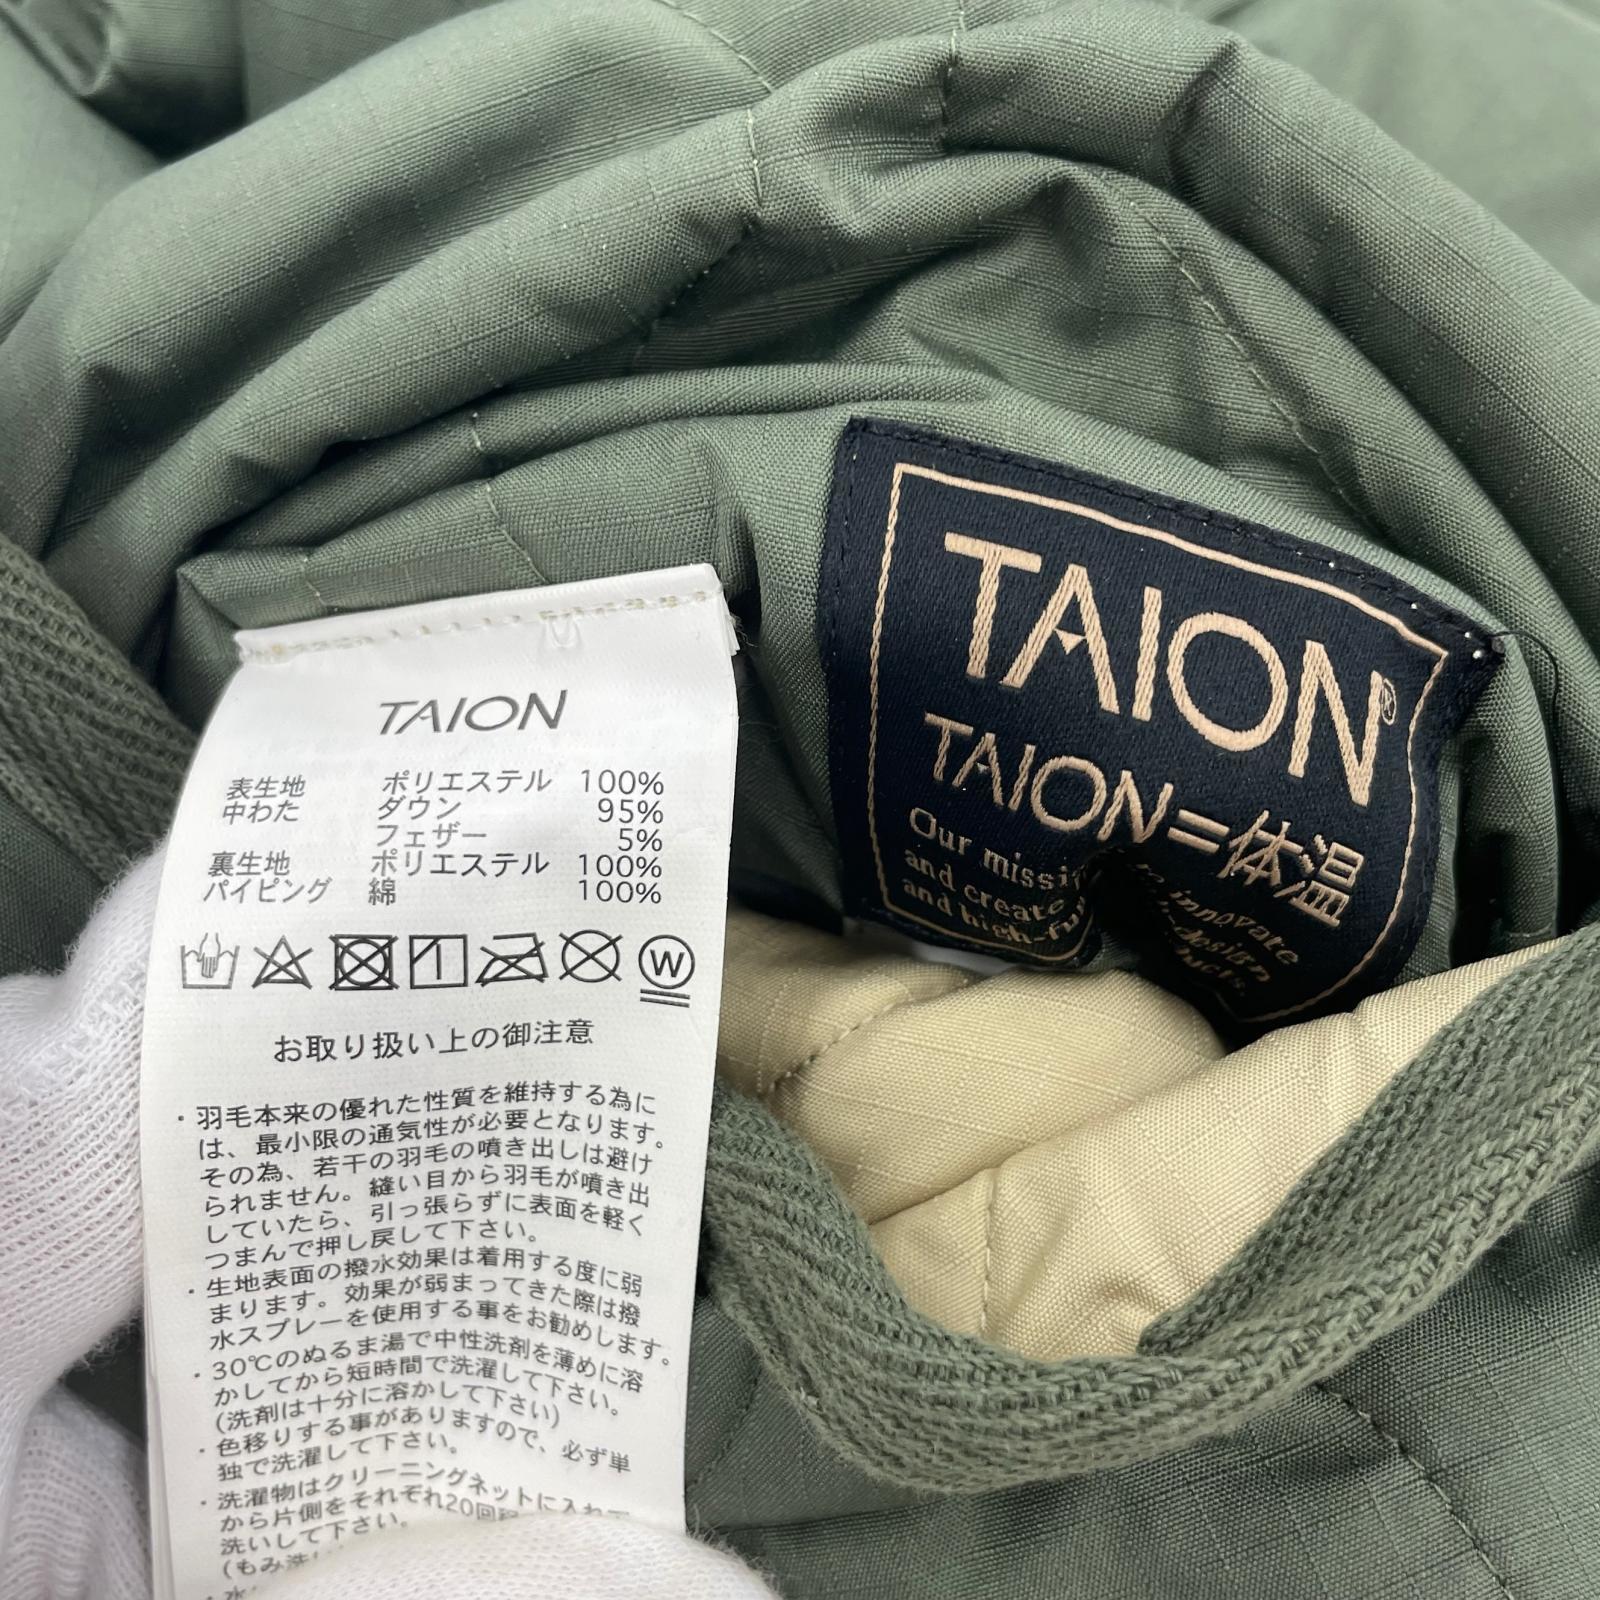 TAION
表生地 ポリエステル 100%
中わた ダウン 95%
フェザー 5%
裏生地 ポリエステル 100%
パイピング 綿 100%
W
お取り扱い上の御注意
・羽毛本来の優れた性質を維持する為に
は、最小限の通気性が必要となります。
その為、若干の羽毛の噴き出しは避け
られません。縫い目から羽毛が噴き出
していたら、引っ張らずに表面を軽く
つまんで押し戻して下さい。
・生地表面の撥水効果は着用する度に弱
まります。効果が弱まってきた際は撥
水スプレーを使用する事をお勧めします。
・30℃のぬるま湯で中性洗剤を薄めに溶
かしてから短時間で洗濯して下さい。
(洗剤は十分に溶かして下さい)
・色移りする事がありますので、必ず単
独で洗濯して下さい。
・洗濯物はクリーニングネットに入れ
から片側をそれぞれ20回
洗いして下さい。
(もみ洗い
TAION®
TAION=体温
Our to innovate
and create design
and